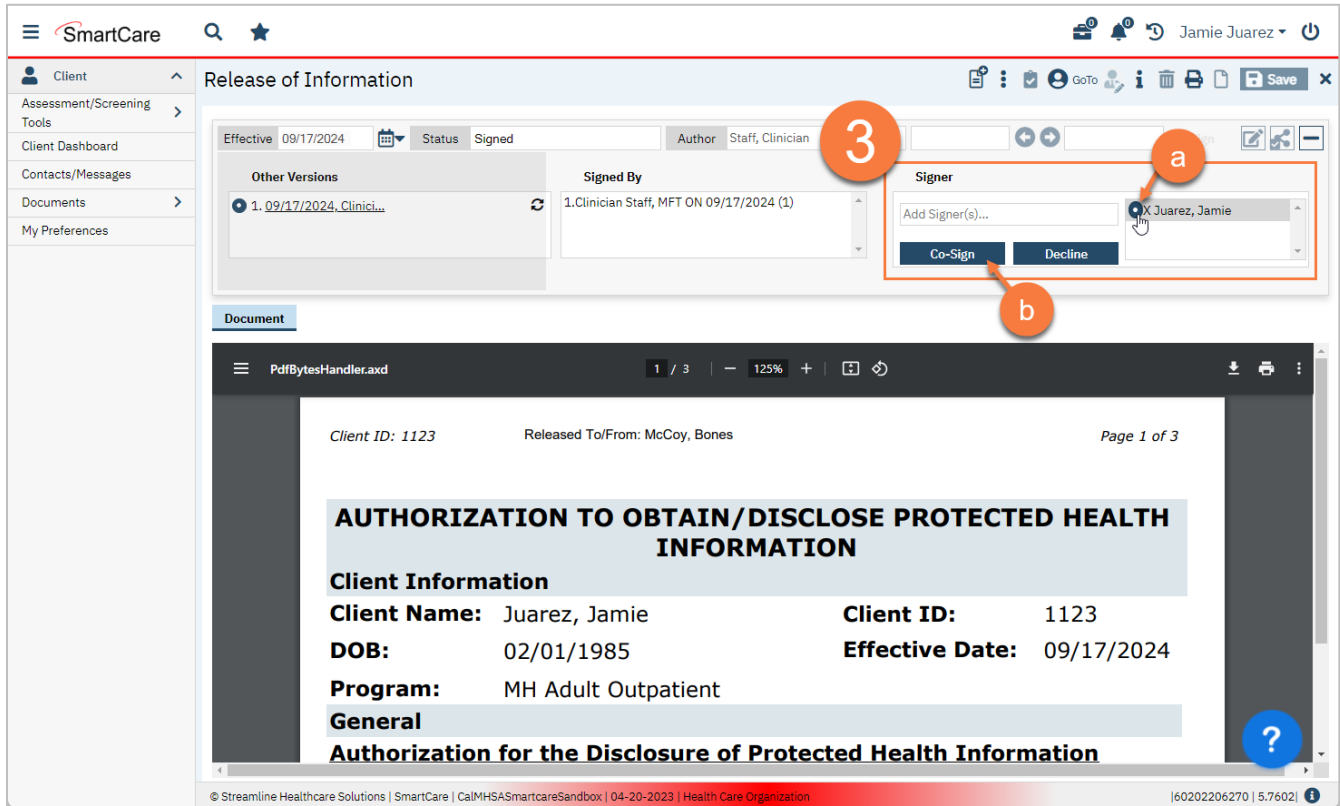 SmartCare
0
0
Jamie Juarez
Client
Assessment/Screening
Tools
Client Dashboard
Contacts/Messages
Documents
My Preferences
Release of Information
GoTo
Save
Effective 09/17/2024 Status Signed Author Staff, Clinician
3
a
Other Versions
1. 09/17/2024, Clinici...
Signed By
1.Clinician Staff, MFT ON 09/17/2024 (1)
Signer
Add Signer(s)...
X Juarez, Jamie
Co-Sign Decline
b
Document
PdfBytesHandler.axd 1 / 3 | — 125% + |
Client ID: 1123 Released To/From: McCoy, Bones Page 1 of 3
AUTHORIZATION TO OBTAIN/DISCLOSE PROTECTED HEALTH
INFORMATION
Client Information
Client Name: Juarez, Jamie Client ID: 1123
DOB: 02/01/1985 Effective Date: 09/17/2024
Program: MH Adult Outpatient
General
Authorization for the Disclosure of Protected Health Information
?
© Streamline Healthcare Solutions | SmartCare | CalMHSASmartcareSandbox | 04-20-2023 | Health Care Organization |60202206270 | 5.7602|